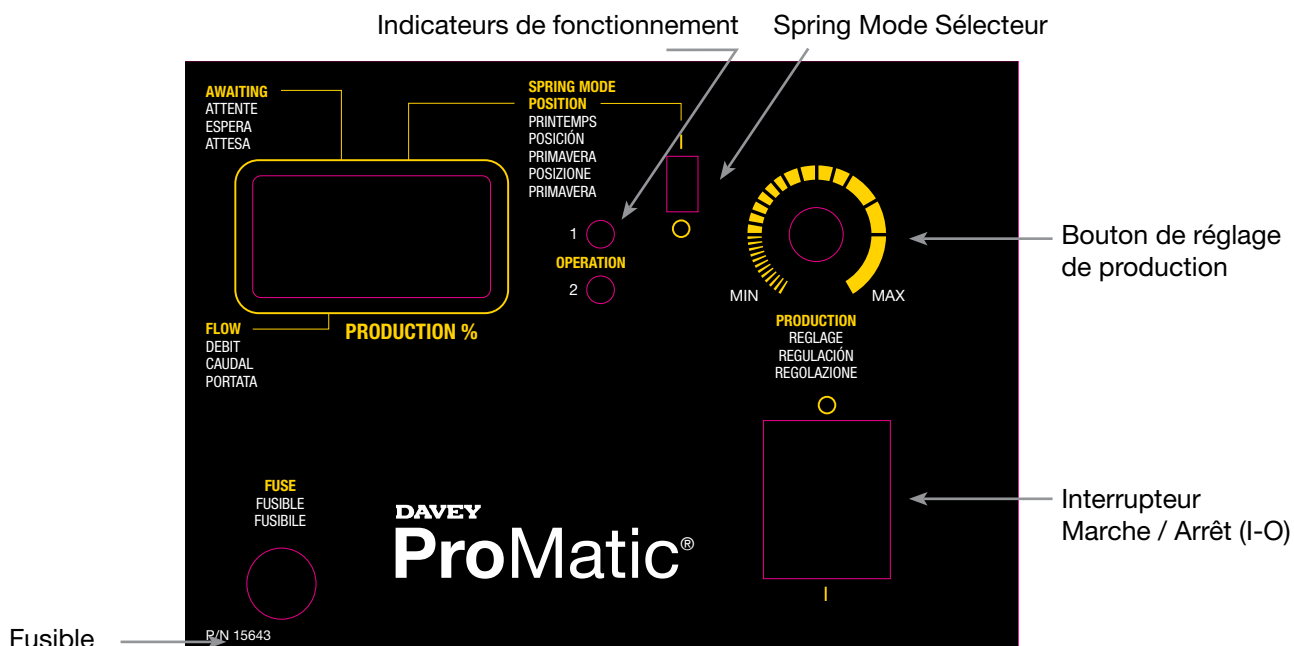 Indicateurs de fonctionnement
Spring Mode Sélecteur
AWAITING
ATTENTE
ESPERA
ATTESA
SPRING MODE
POSITION
PRINTEMPS
POSICIÓN
PRIMAVERA
POSIZIONE
PRIMAVERA
I
1
OPERATION
2
MIN
MAX
Bouton de réglage
de production
FLOW
DEBIT
CAUDAL
PORTATA
PRODUCTION %
PRODUCTION
REGLAGE
REGULACIÓN
REGOLAZIONE
O
FUSE
FUSIBLE
FUSIBILE
DAVEY
ProMatic®
Interrupteur
Marche / Arrêt (I-O)
I
P/N 15643
Fusible